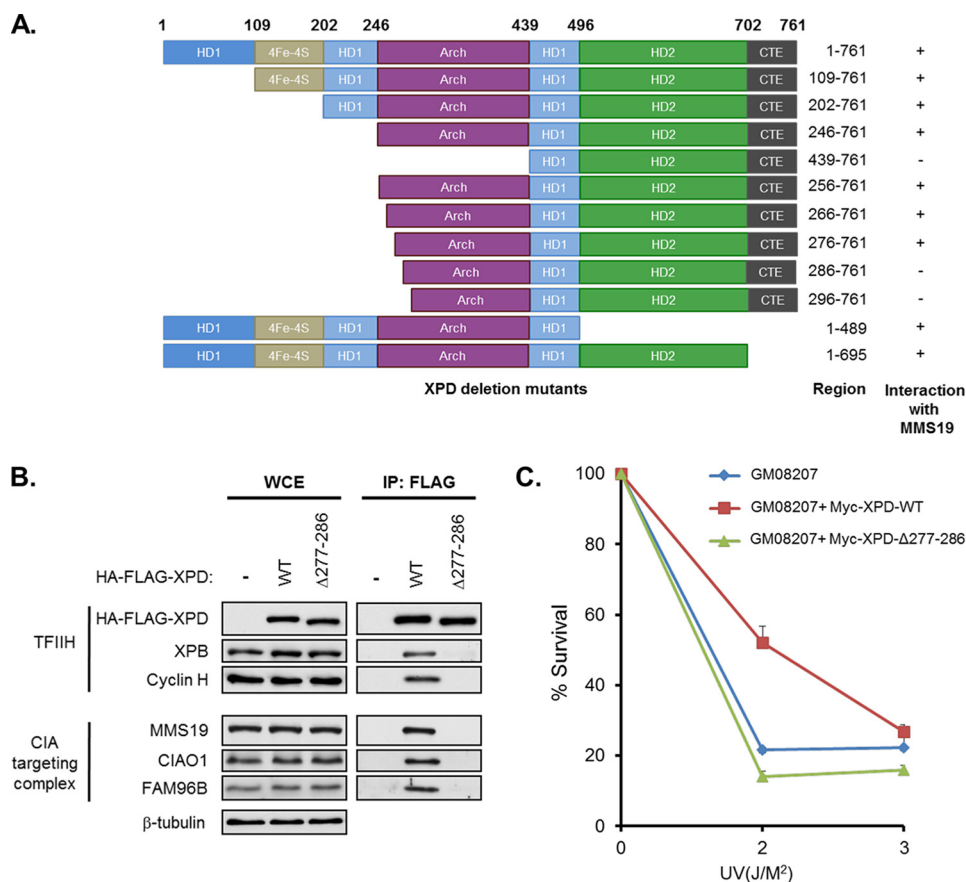 A.
1 109 202 246 439 496 702 761
HD1 4Fe-4S HD1 Arch HD1 HD2 CTE 1-761 +
4Fe-4S HD1 Arch HD1 HD2 CTE 109-761 +
HD1 Arch HD1 HD2 CTE 202-761 +
Arch HD1 HD2 CTE 246-761 +
HD1 HD2 CTE 439-761 -
Arch HD1 HD2 CTE 256-761 +
Arch HD1 HD2 CTE 266-761 +
Arch HD1 HD2 CTE 276-761 +
Arch HD1 HD2 CTE 286-761 -
Arch HD1 HD2 CTE 296-761 -
HD1 4Fe-4S HD1 Arch HD1 1-489 +
HD1 4Fe-4S HD1 Arch HD1 HD2 1-695 +
XPD deletion mutants Region Interaction
with
MMS19
B.
WCE IP: FLAG
HA-FLAG-XPD: - WT Δ277-286 - WT Δ277-286
TFIIH
HA-FLAG-XPD
XPB
Cyclin H
CIA
targeting
complex
MMS19
CIAO1
FAM96B
β-tubulin
C.
GM08207
GM08207+ Myc-XPD-WT
GM08207+ Myc-XPD-Δ277-286
% Survival
100
80
60
40
20
0
0 2 3
UV(J/M²)